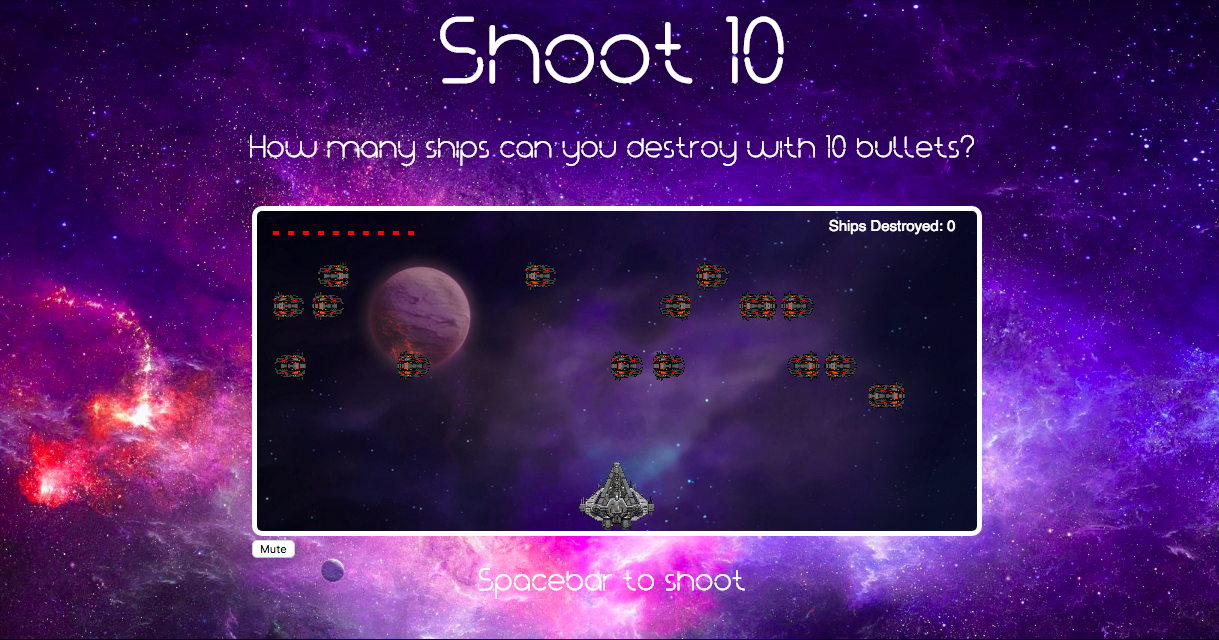 Shoot 10
How many ships can you destroy with 10 bullets?
Ships Destroyed: 0
Mute
Spacebar to shoot